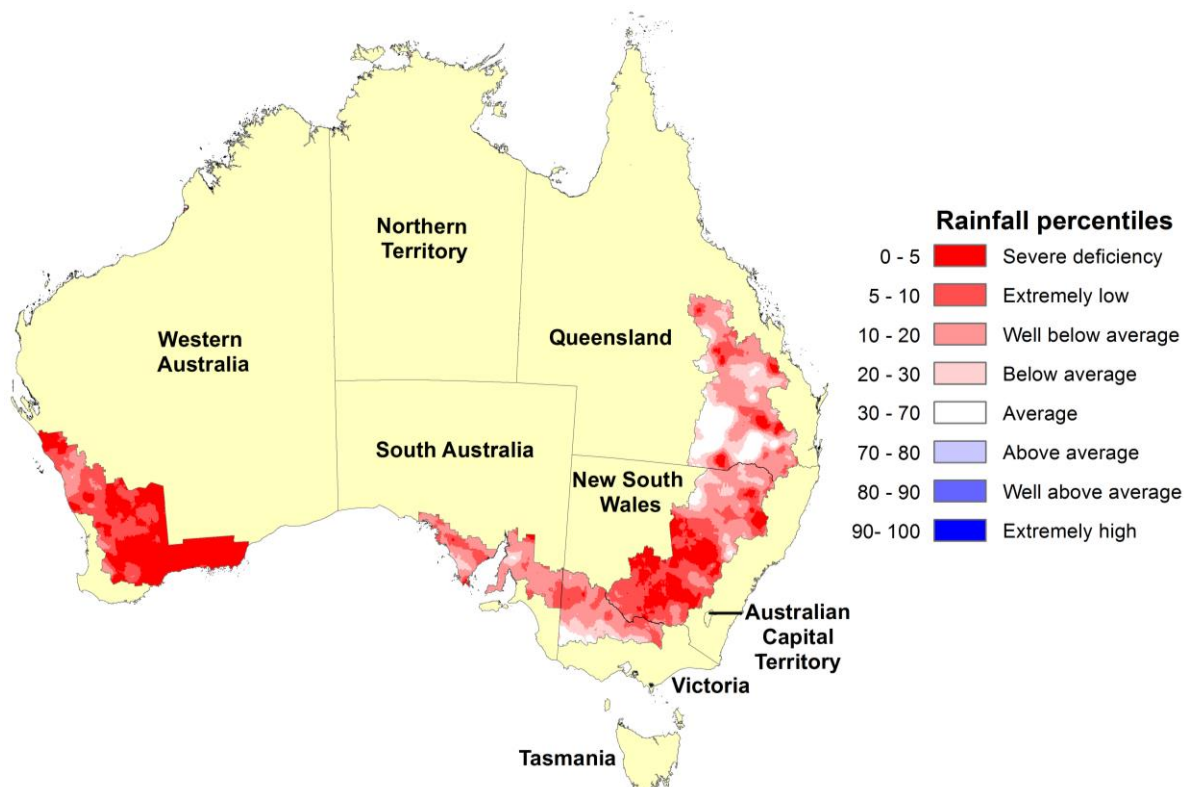 Northern
Territory
Western
Australia
Queensland
South Australia
New South
Wales
Australian
Capital
Territory
Victoria
Tasmania
Rainfall percentiles
0 - 5 Severe deficiency
5 - 10 Extremely low
10 - 20 Well below average
20 - 30 Below average
30 - 70 Average
70 - 80 Above average
80 - 90 Well above average
90- 100 Extremely high